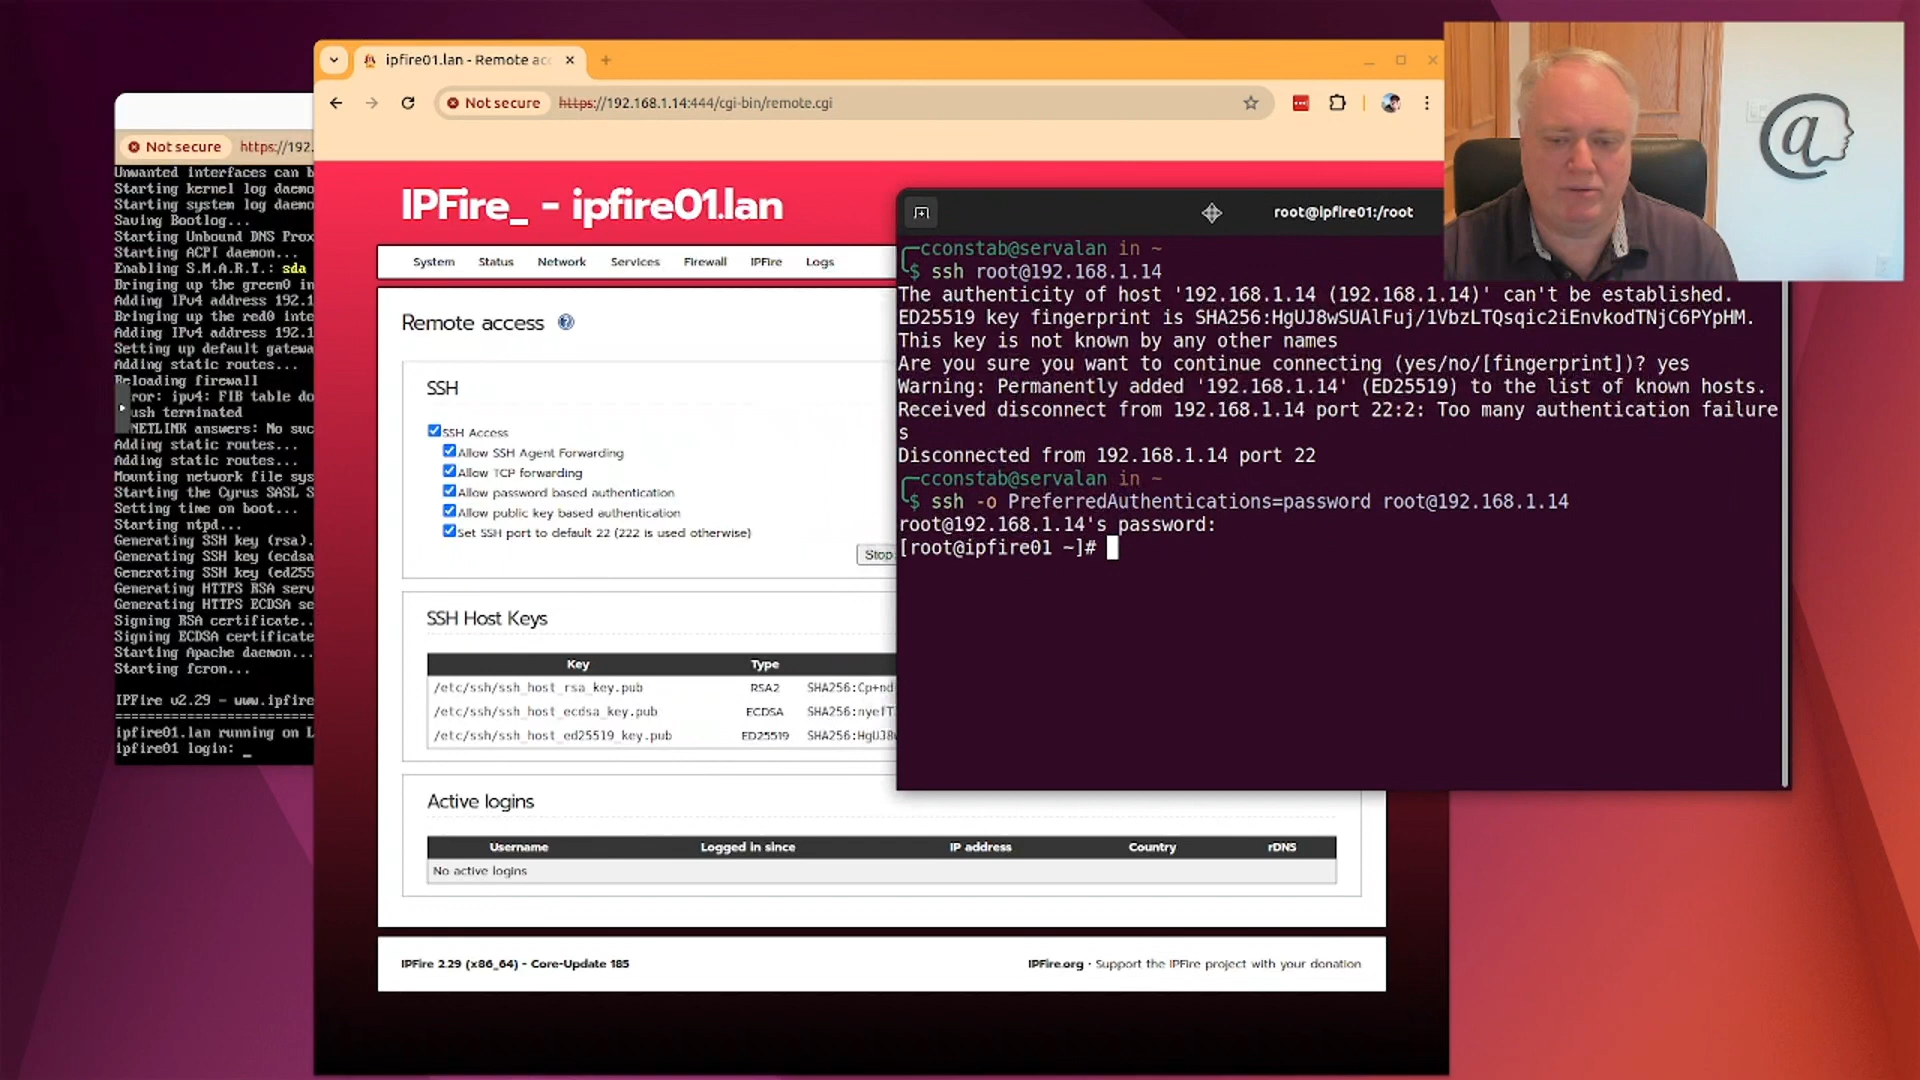 ipfire01.lan - Remote acc
Not secure
https://192.168.1.14:444/cgi-bin/remote.cgi
Not secure
https://192.
Unwanted interfaces can b
Starting kernel log daemo
Starting system log daemo
Saving Bootlog...
Starting Unbound DNS Prox
Starting ACPI daemon...
Enabling S.M.A.R.T.: sda
Bringing up the green0 in
Adding IPv4 address 192.1
Bringing up the red0 inte
Adding IPv4 address 192.1
Setting up default gatewa
Adding static routes...
Reloading firewall
ror: ipv4: FIB table do
ush terminated
NETLINK answers: No suc
Adding static routes...
Adding static routes...
Mounting network file sys
Starting the Cyrus SASL S
Setting time on boot...
Starting ntpd...
Generating SSH key (rsa).
Generating SSH key (ecdsa
Generating SSH key (ed255
Generating HTTPS RSA serv
Generating HTTPS ECDSA se
Signing RSA certificate..
Signing ECDSA certificate
Starting Apache daemon...
Starting fcron...
IPFire v2.29 - www.ipfire
ipfire01.lan running on L
ipfire01 login: _
IPFire_ - ipfire01.lan
System Status Network Services Firewall IPFire Logs
Remote access
SSH
SSH Access
Allow SSH Agent Forwarding
Allow TCP forwarding
Allow password based authentication
Allow public key based authentication
Set SSH port to default 22 (222 is used otherwise)
Stop
SSH Host Keys
Key Type
/etc/ssh/ssh_host_rsa_key.pub RSA2 SHA256:Cp+nd
/etc/ssh/ssh_host_ecdsa_key.pub ECDSA SHA256:nyefT
/etc/ssh/ssh_host_ed25519_key.pub ED25519 SHA256:HgUJ8w
Active logins
Username Logged in since IP address Country rDNS
No active logins
IPFire 2.29 (x86_64) - Core-Update 185
IPFire.org • Support the IPFire project with your donation
root@ipfire01:/root
cconstab@servalan in ~
$ ssh root@192.168.1.14
The authenticity of host '192.168.1.14 (192.168.1.14)' can't be established.
ED25519 key fingerprint is SHA256:HgUJ8wSUAlFuj/1VbzLTQsqic2iEnvkodTNjC6PYpHM.
This key is not known by any other names
Are you sure you want to continue connecting (yes/no/[fingerprint])? yes
Warning: Permanently added '192.168.1.14' (ED25519) to the list of known hosts.
Received disconnect from 192.168.1.14 port 22:2: Too many authentication failure
s
Disconnected from 192.168.1.14 port 22
cconstab@servalan in ~
$ ssh -o PreferredAuthentications=password root@192.168.1.14
root@192.168.1.14's password:
[root@ipfire01 ~]#
@